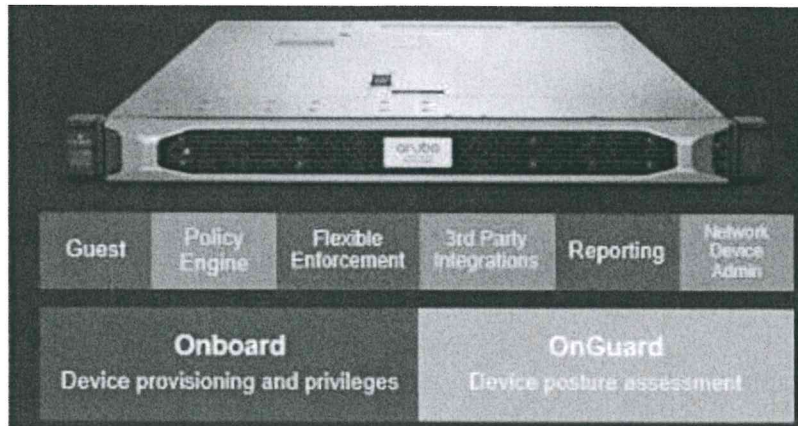 aruba
Guest
Policy
Engine
Flexible
Enforcement
3rd Party
Integrations
Reporting
Network
Device
Admin
Onboard
Device provisioning and privileges
OnGuard
Device posture assessment